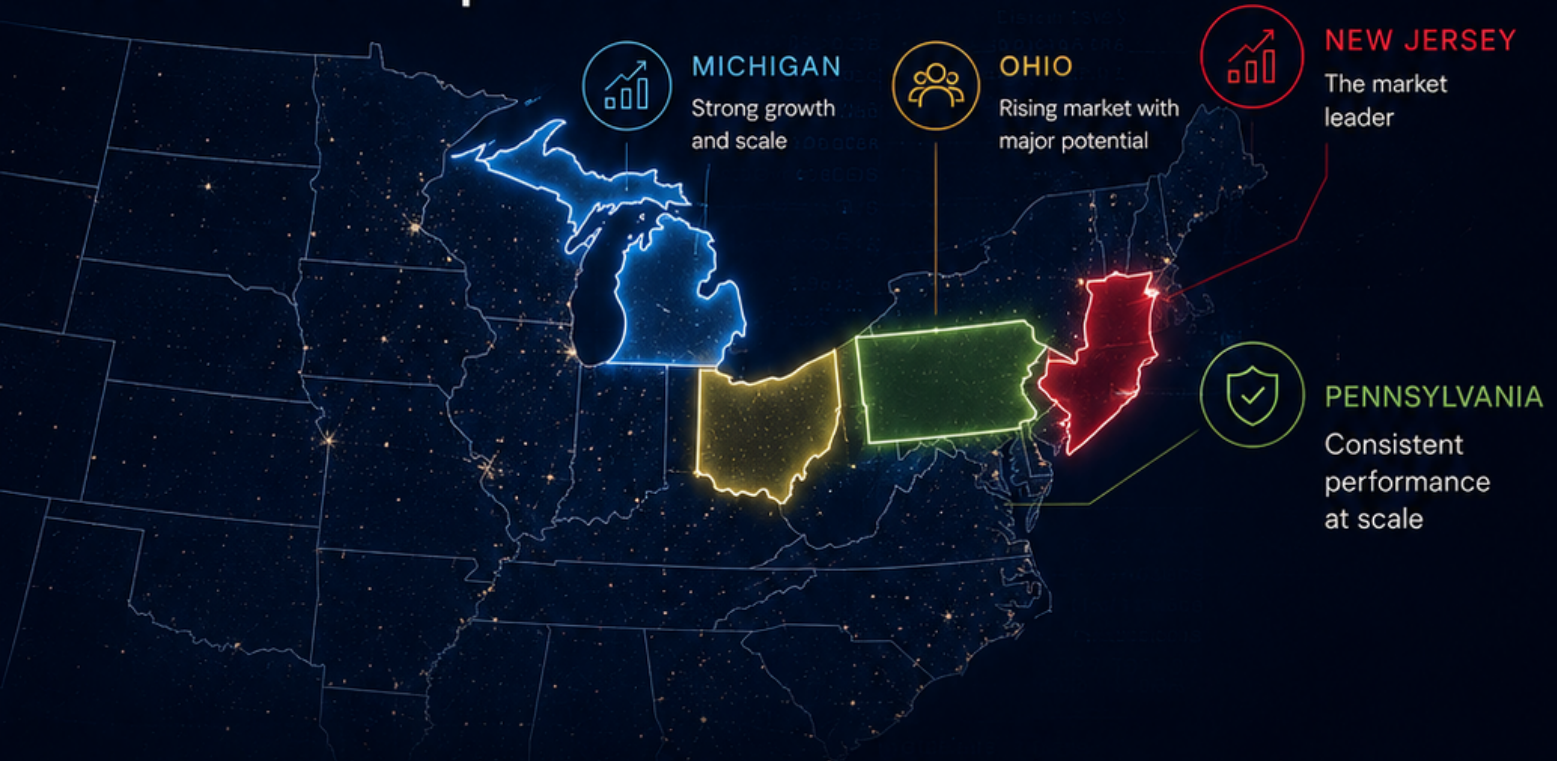 MICHIGAN
Strong growth
and scale
OHIO
Rising market with
major potential
NEW JERSEY
The market
leader
PENNSYLVANIA
Consistent
performance
at scale